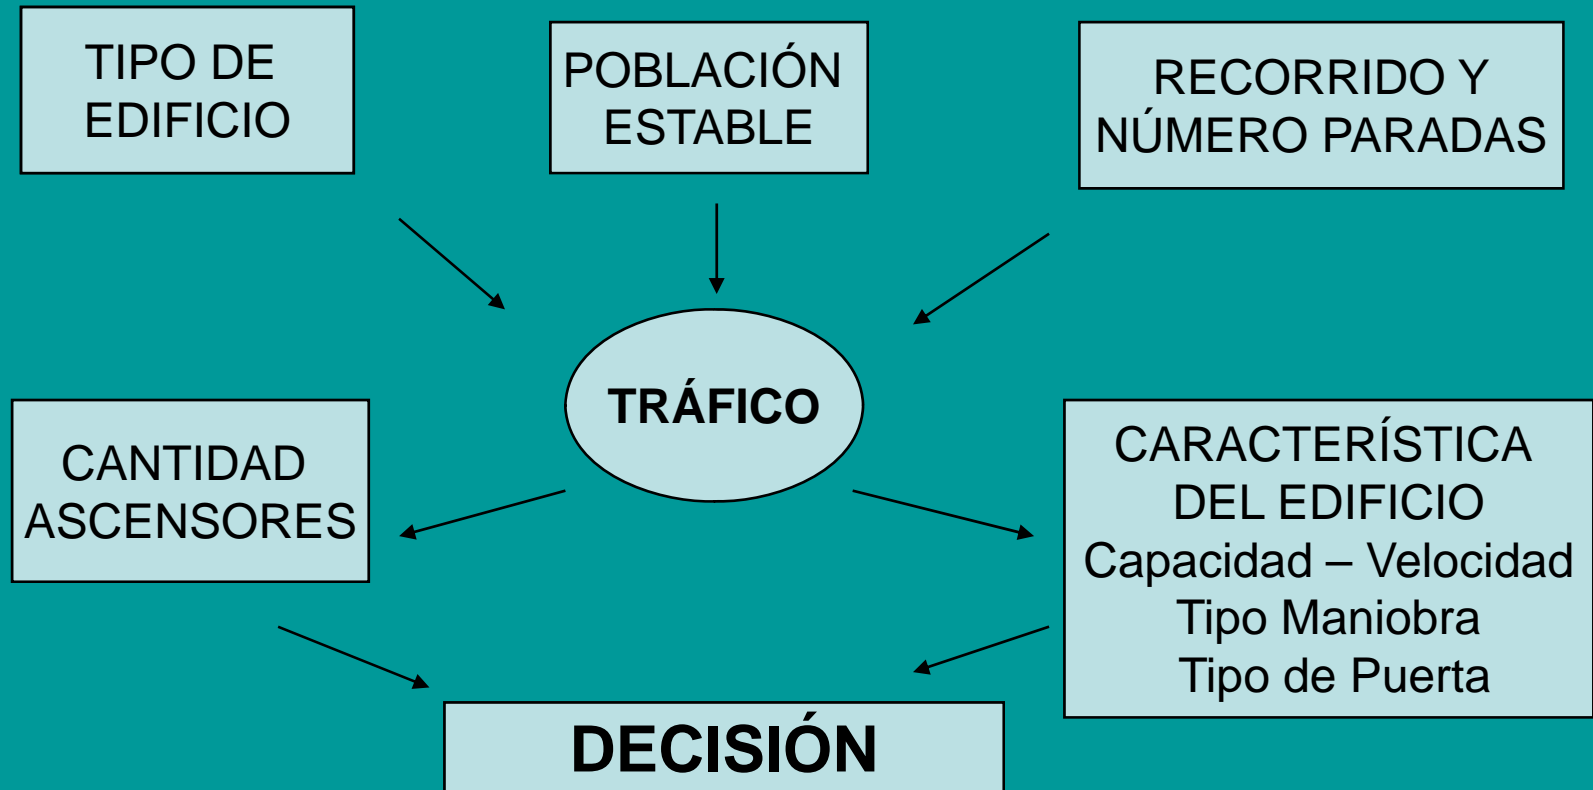 TIPO DE
EDIFICIO
POBLACIÓN
ESTABLE
RECORRIDO Y
NÚMERO PARADAS
TRÁFICO
CANTIDAD
ASCENSORES
CARACTERÍSTICA
DEL EDIFICIO
Capacidad – Velocidad
Tipo Maniobra
Tipo de Puerta
DECISIÓN